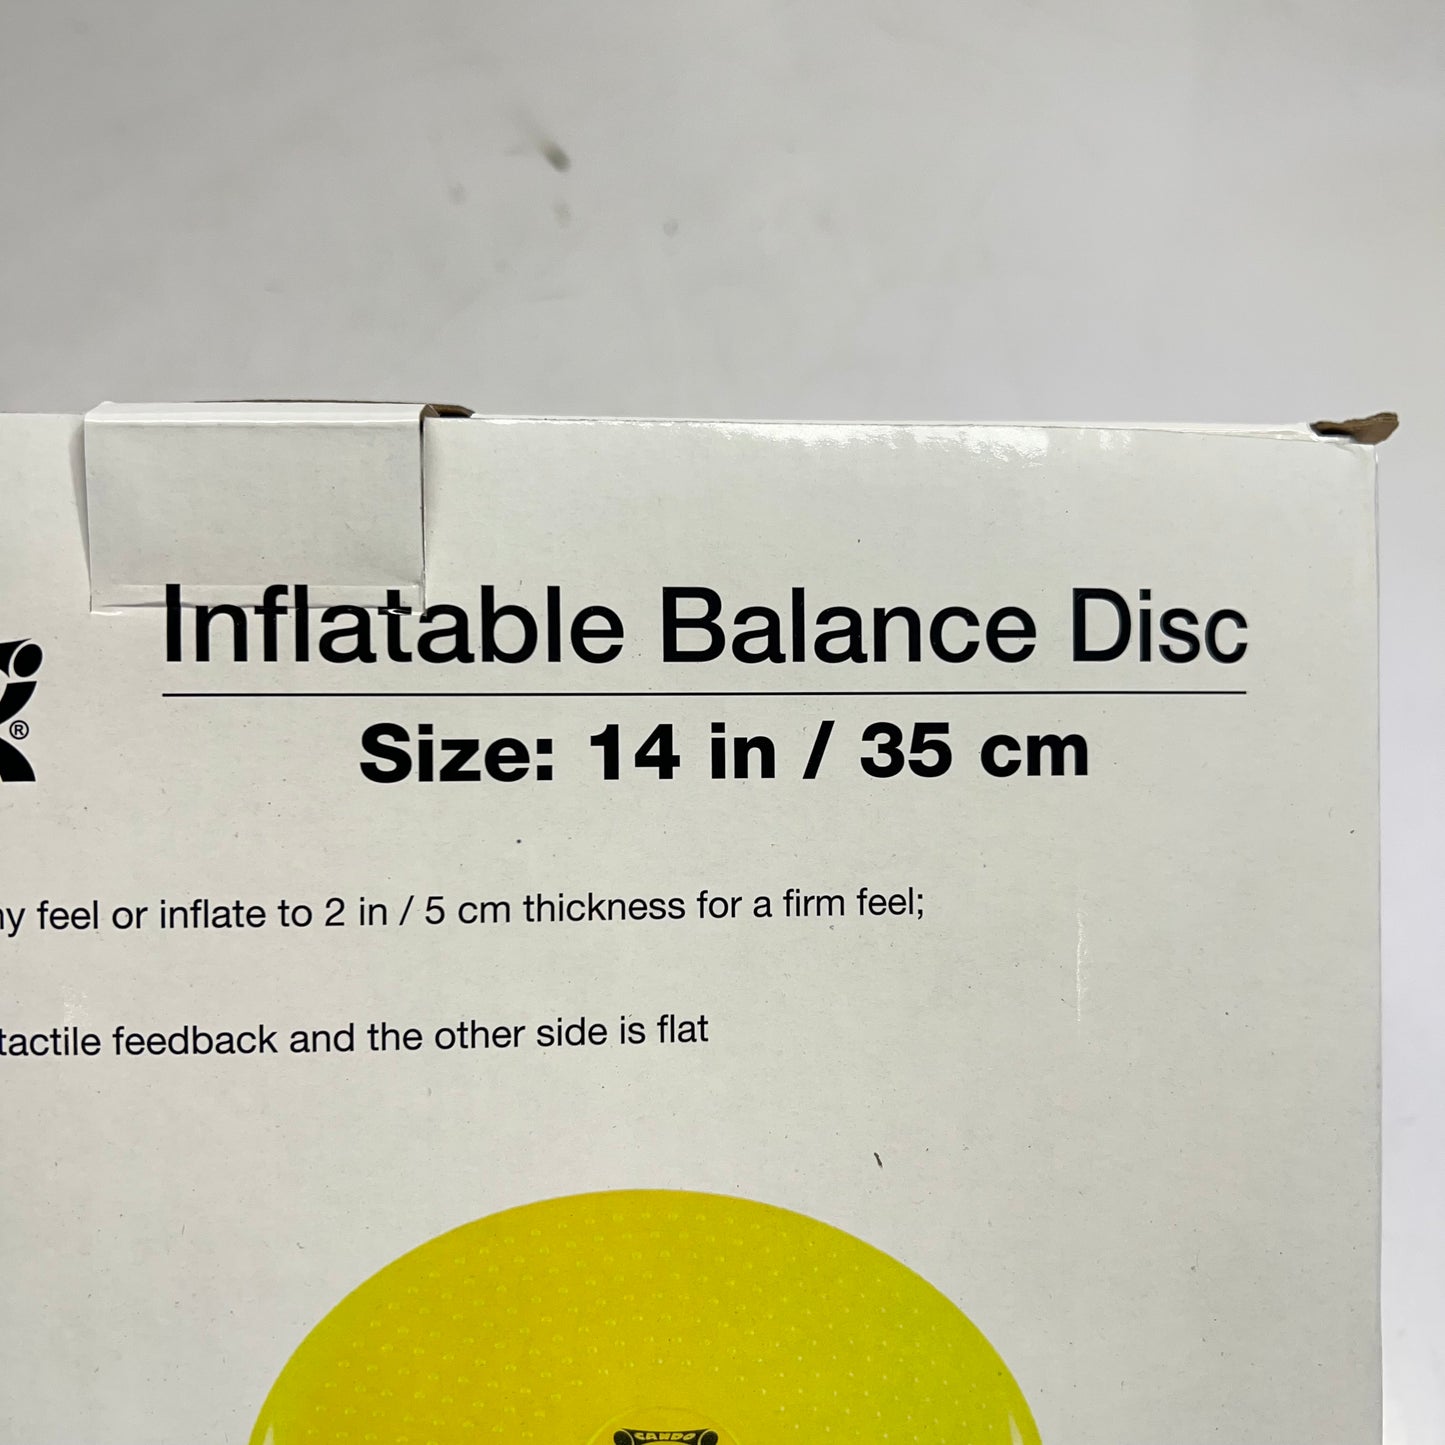 Inflatable Balance Disc
®
Size: 14 in / 35 cm
feel or inflate to 2 in / 5 cm thickness for a firm feel;
tactile feedback and the other side is flat
CANDO